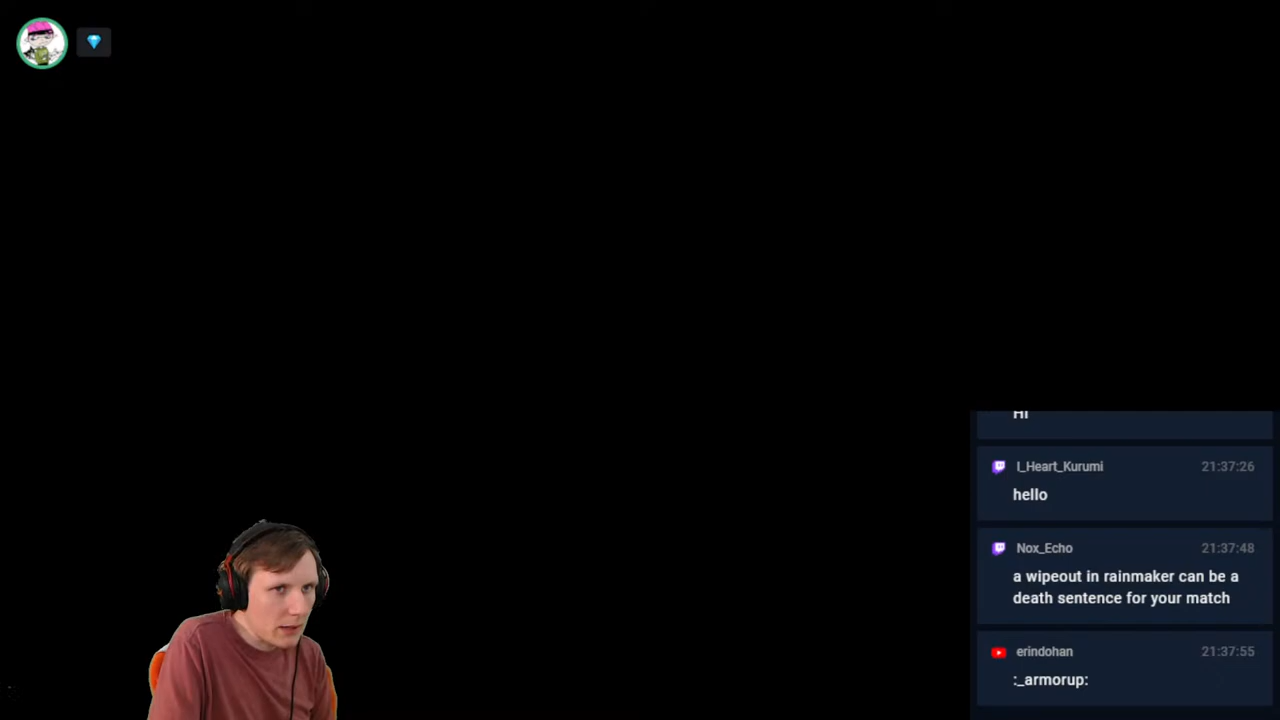 Hi
I_Heart_Kurumi 21:37:26
hello
Nox_Echo 21:37:48
a wipeout in rainmaker can be a
death sentence for your match
erindohan 21:37:55
:_armorup: